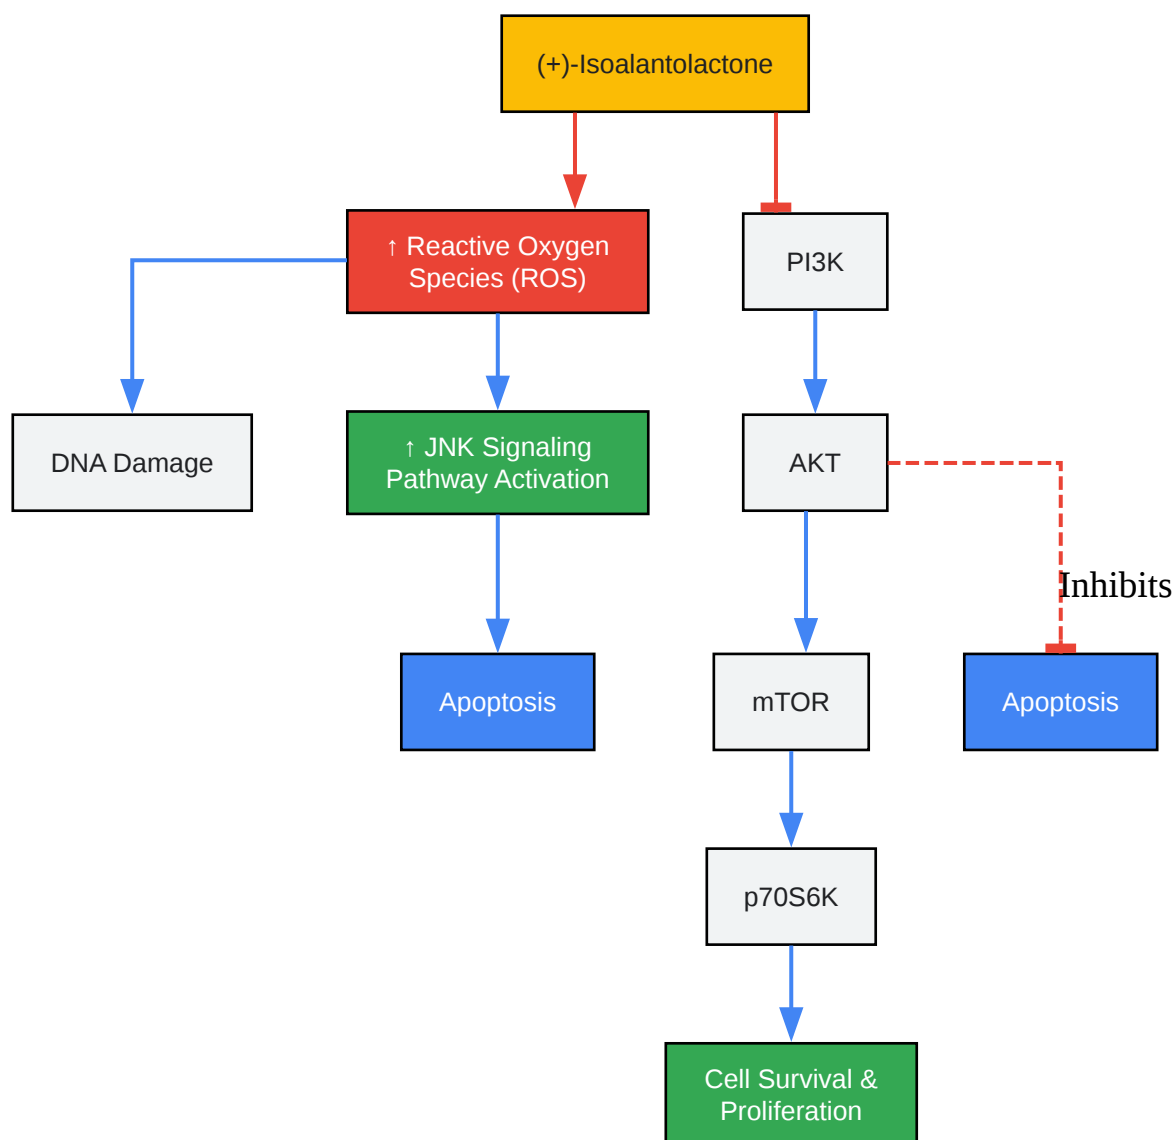 (+)-Isoalantolactone
↑ Reactive Oxygen
Species (ROS)
PI3K
DNA Damage
↑ JNK Signaling
Pathway Activation
AKT
Inhibits
Apoptosis
mTOR
Apoptosis
p70S6K
Cell Survival &
Proliferation